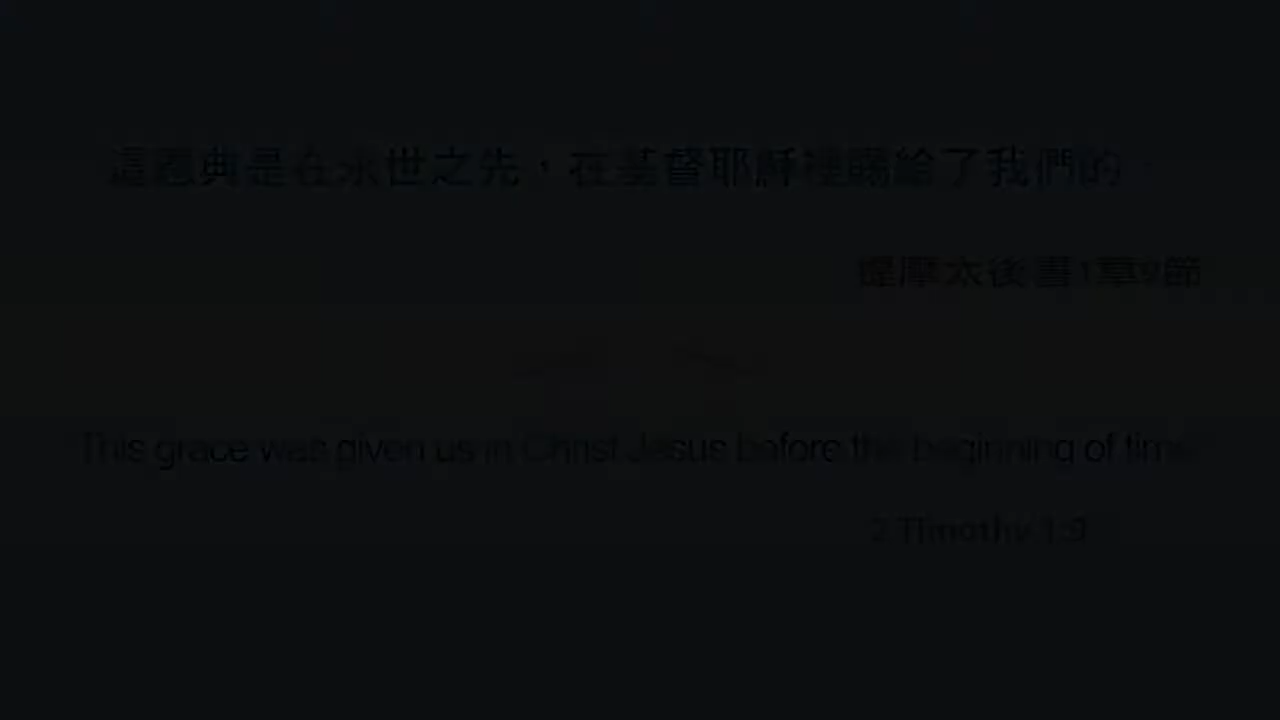 這恩典是在永世之先，在基督耶穌裡賜給了我們的
提摩太後書1章9節
This grace was given us in Christ Jesus before the beginning of time
2 Timothy 1:9